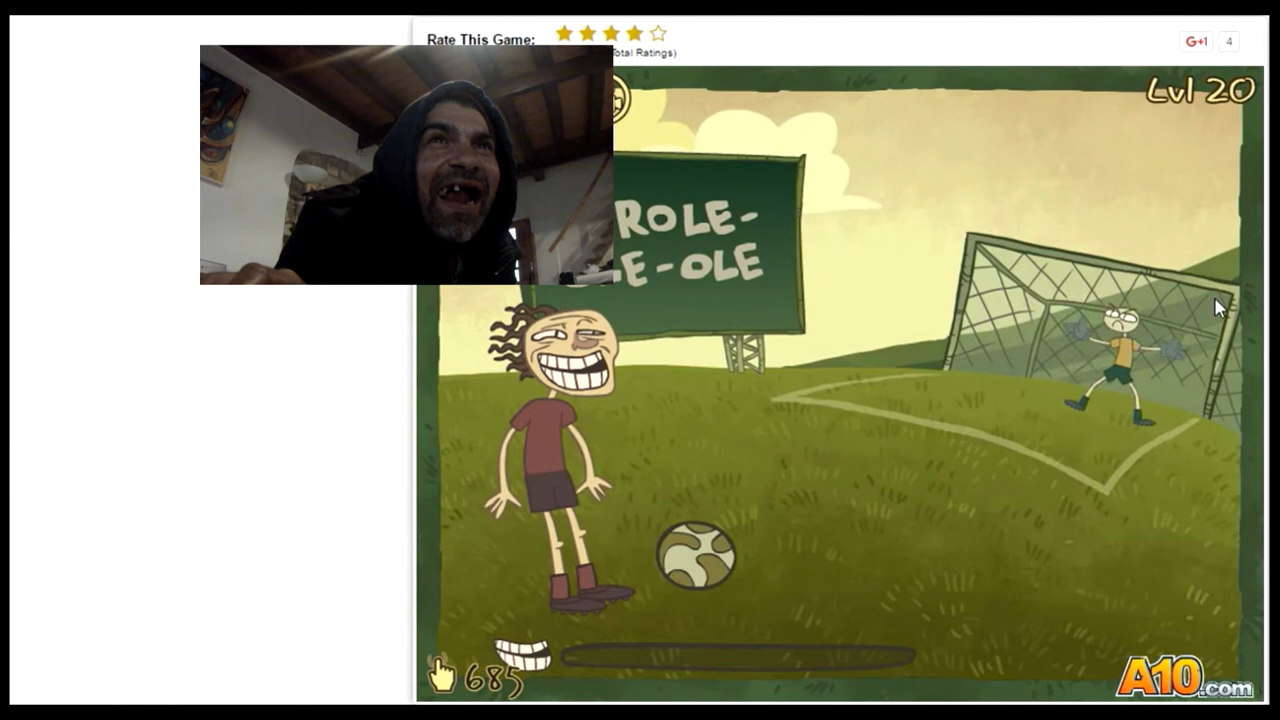 Rate This Game:
Total Ratings)
G+1 4
Lvl 20
ROLE-
E-OLE
685
A10.com